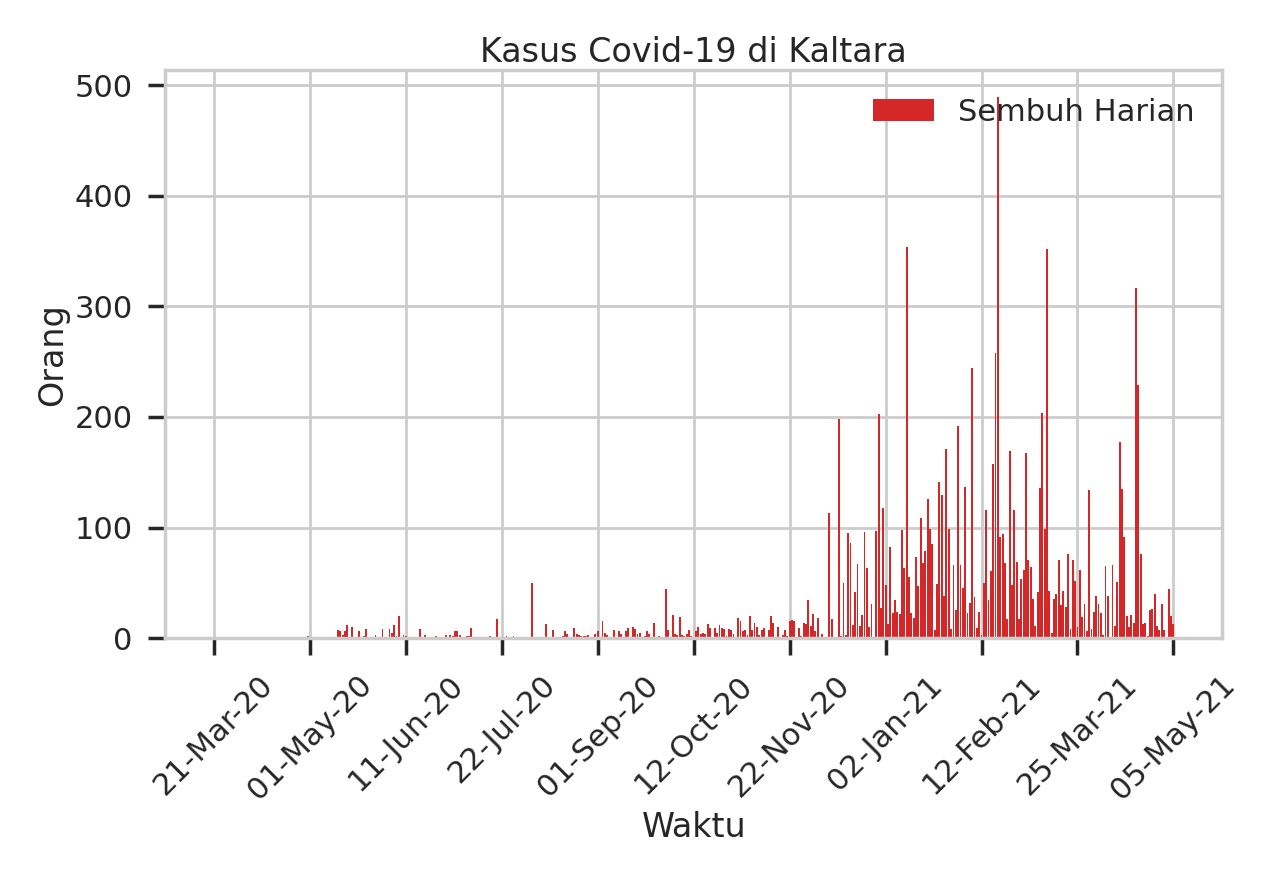 Kasus Covid-19 di Kaltara
Sembuh Harian
500
400
300
200
100
0
Orang
21-Mar-20
01-May-20
11-Jun-20
22-Jul-20
01-Sep-20
12-Oct-20
22-Nov-20
02-Jan-21
12-Feb-21
25-Mar-21
05-May-21
Waktu